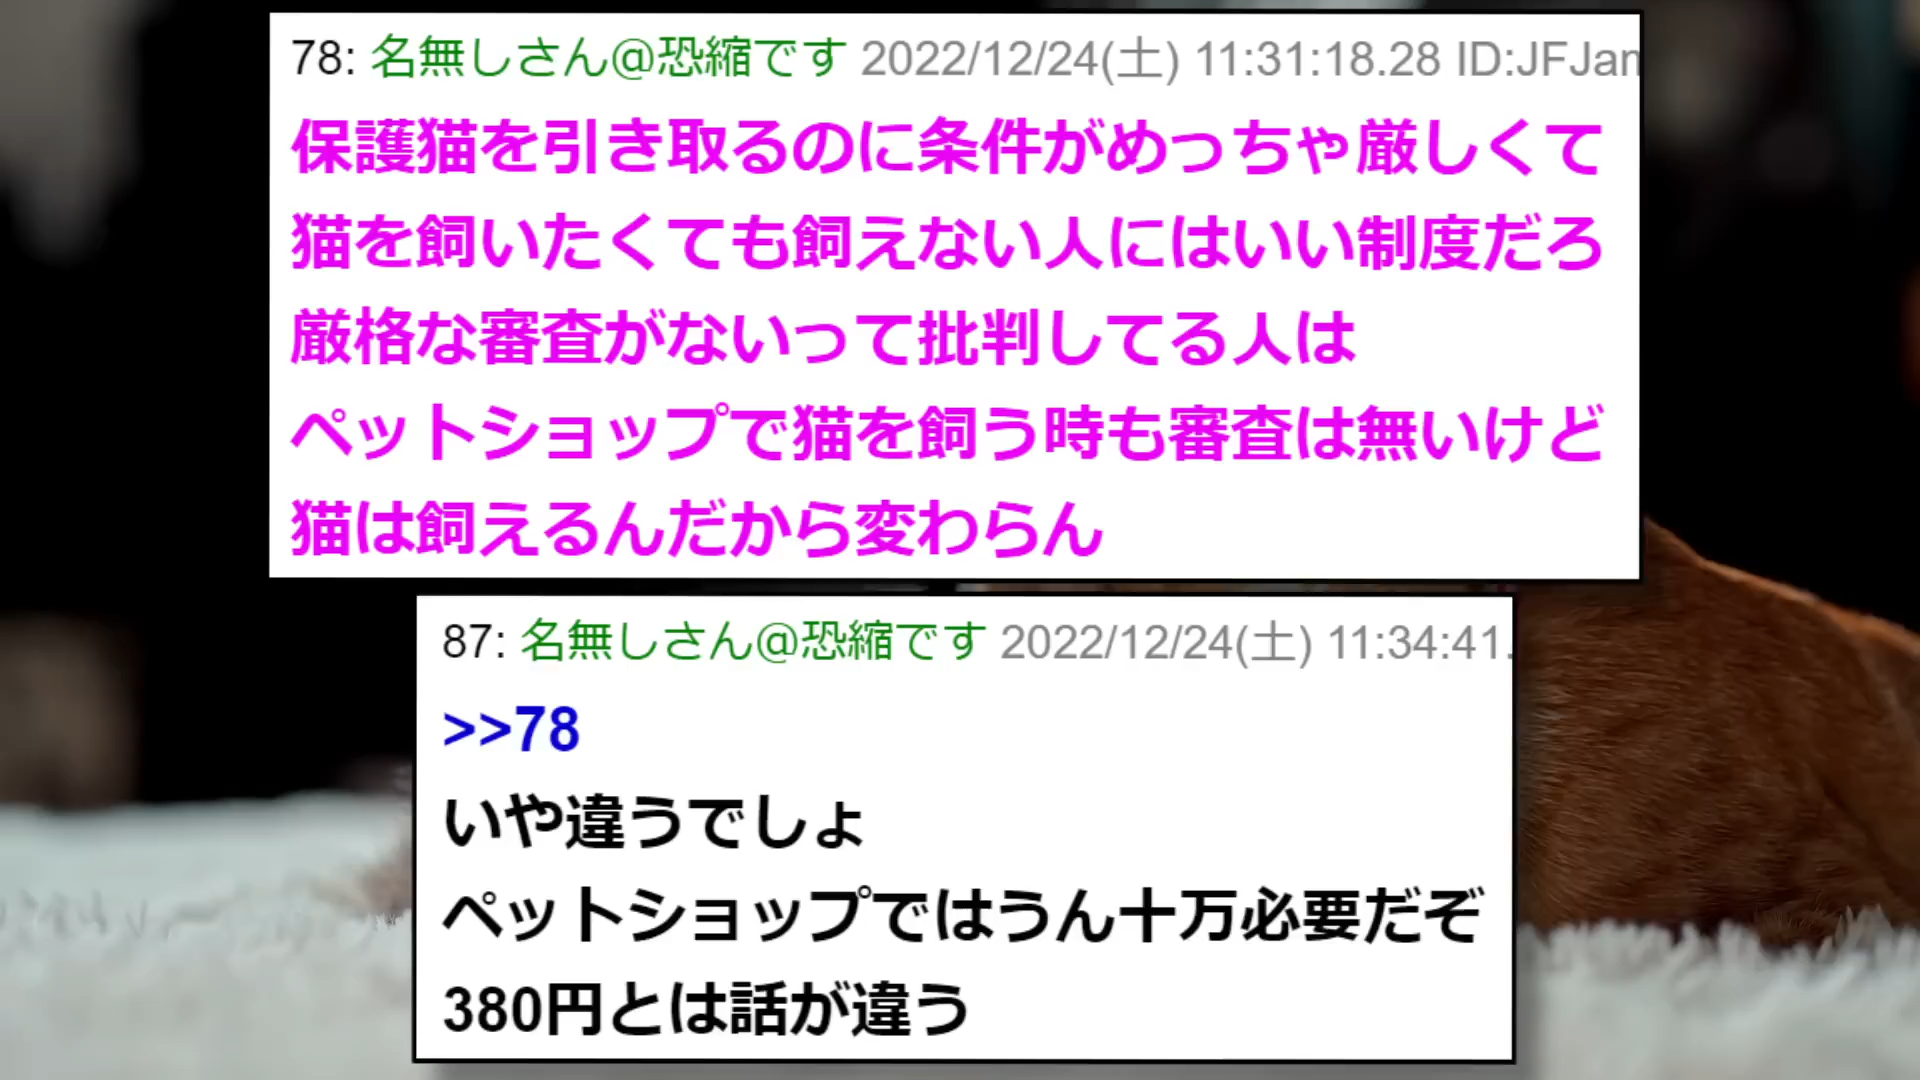 78: 名無しさん@恐縮です 2022/12/24(土) 11:31:18.28 ID:JFJan
保護猫を引き取るのに条件がめっちゃ厳しくて
猫を飼いたくても飼えない人にはいい制度だろ
厳格な審査がないって批判してる人は
ペットショップで猫を飼う時も審査は無いけど
猫は飼えるんだから変わらん
87: 名無しさん@恐縮です 2022/12/24(土) 11:34:41.
>>78
いや違うでしょ
ペットショップではうん十万必要だぞ
380円とは話が違う